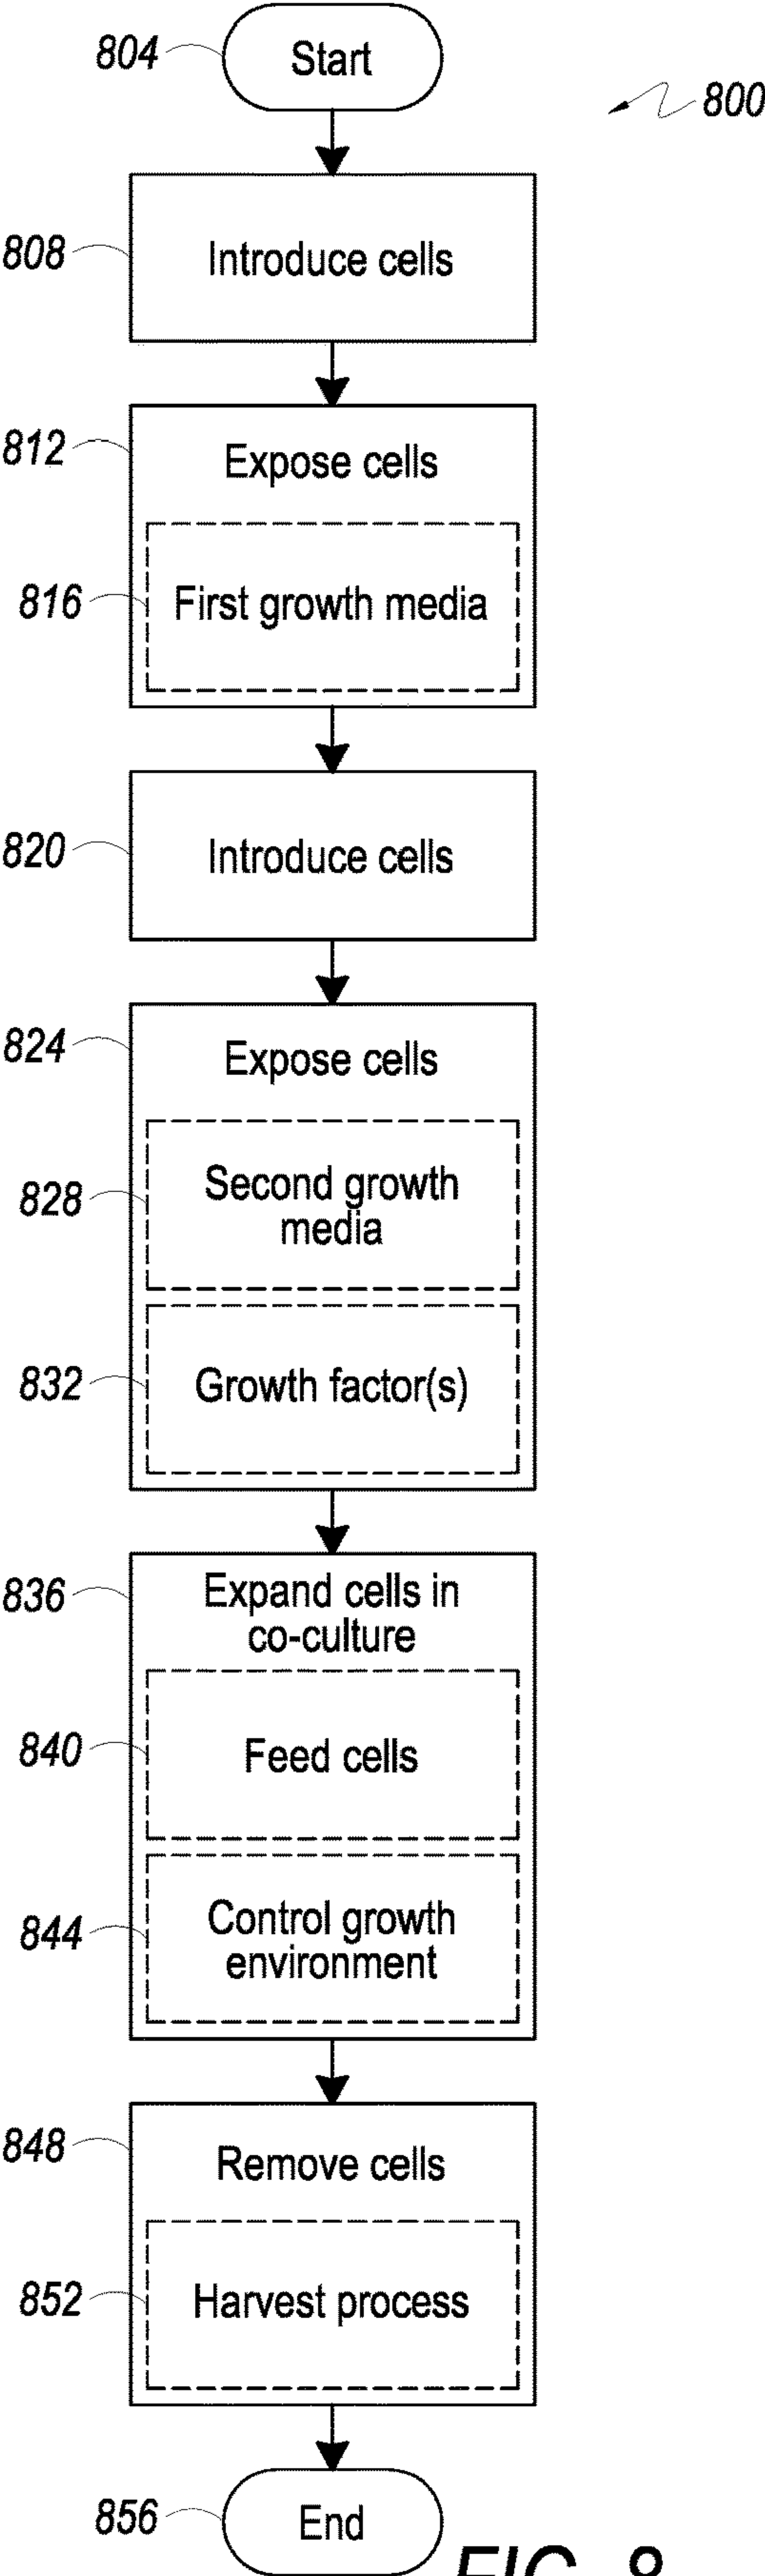 804
Start
800
808
Introduce cells
812
Expose cells
816
First growth media
820
Introduce cells
824
Expose cells
828
Second growth
media
832
Growth factor(s)
836
Expand cells in
co-culture
840
Feed cells
844
Control growth
environment
848
Remove cells
852
Harvest process
856
End
FIG. 8